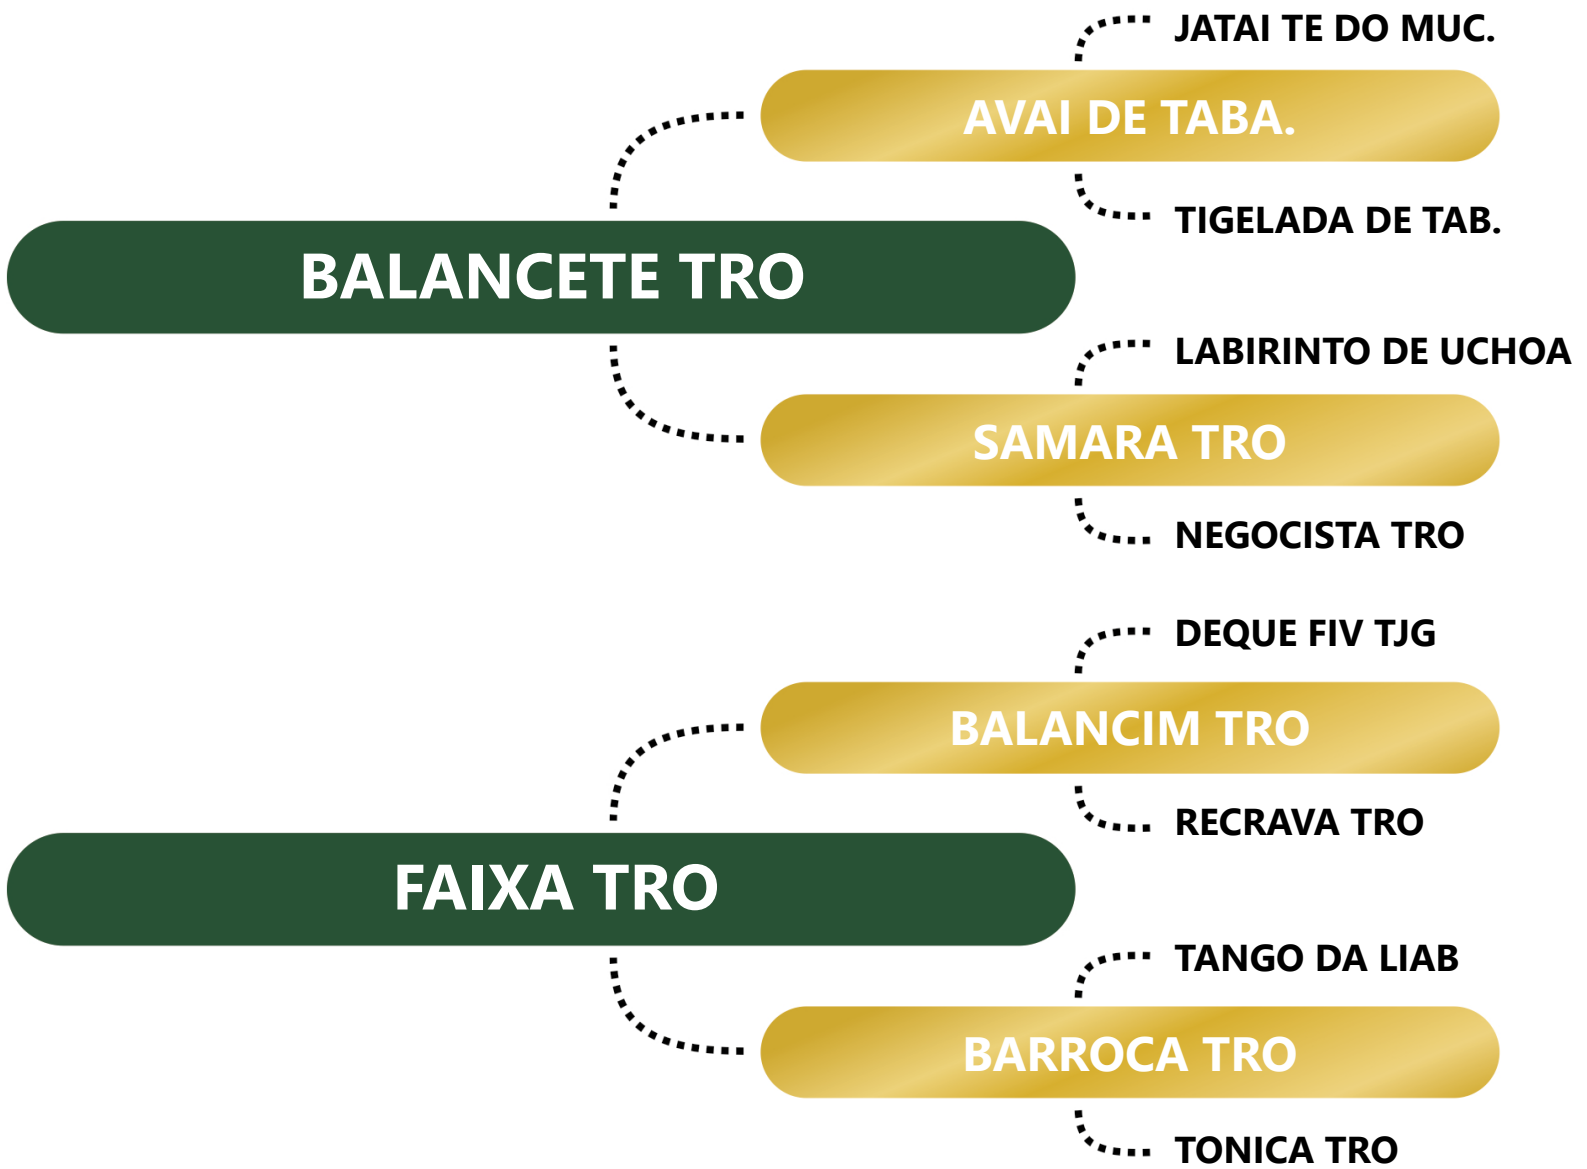 JATAI TE DO MUC.
AVAI DE TABA.
TIGELADA DE TAB.
BALANCETE TRO
LABIRINTO DE UCHOA
SAMARA TRO
NEGOCISTA TRO
DEQUE FIV TJG
BALANCIM TRO
RECRAVA TRO
FAIXA TRO
TANGO DA LIAB
BARROCA TRO
TONICA TRO